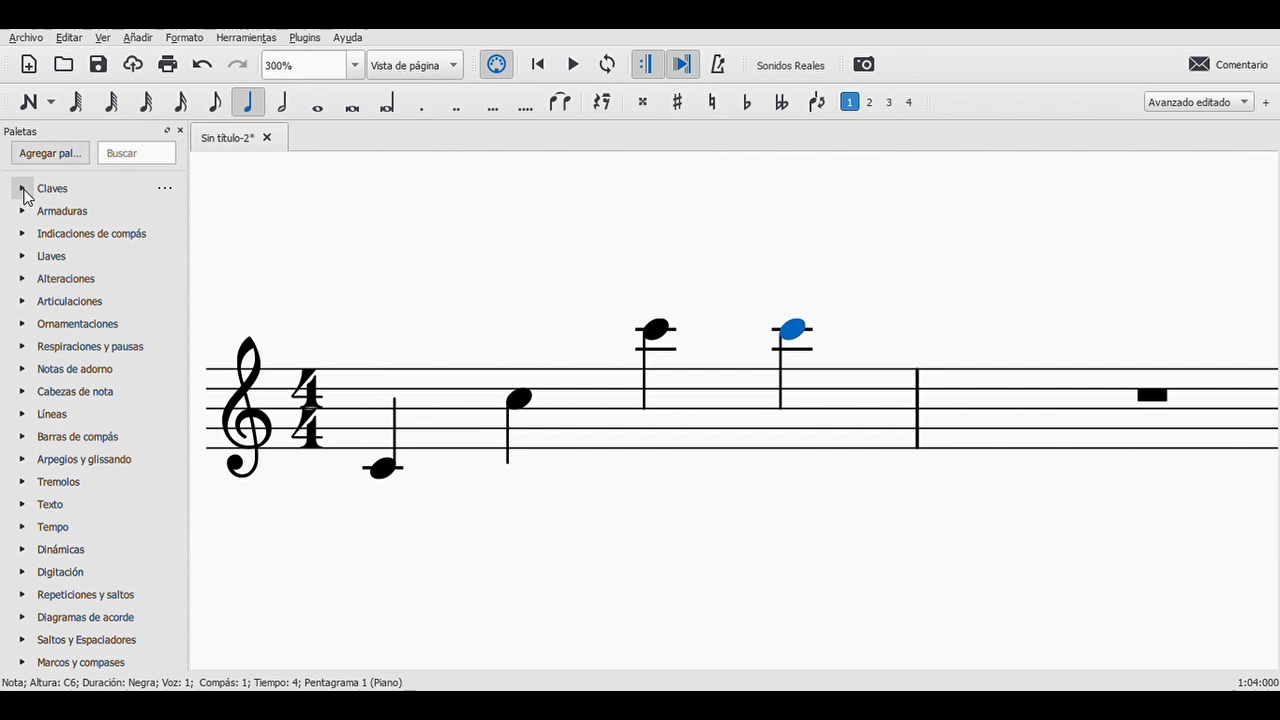 Archivo Editar Ver Añadir Formato Herramientas Plugins Ayuda
300% Vista de página Sonidos Reales Comentario
1 2 3 4 Avanzado editado +
Paletas
Sin título-2*
Agregar pal... Buscar
Claves
Armaduras
Indicaciones de compás
Llaves
Alteraciones
Articulaciones
Ornamentaciones
Respiraciones y pausas
Notas de adorno
Cabezas de nota
Líneas
Barras de compás
Arpegios y glissando
Tremolos
Texto
Tempo
Dinámicas
Digitación
Repeticiones y saltos
Diagramas de acorde
Saltos y Espaciadores
Marcos y compases
4
4
Nota; Altura: C6; Duración: Negra; Voz: 1; Compás: 1; Tiempo: 4; Pentagrama 1 (Piano) 1:04:000